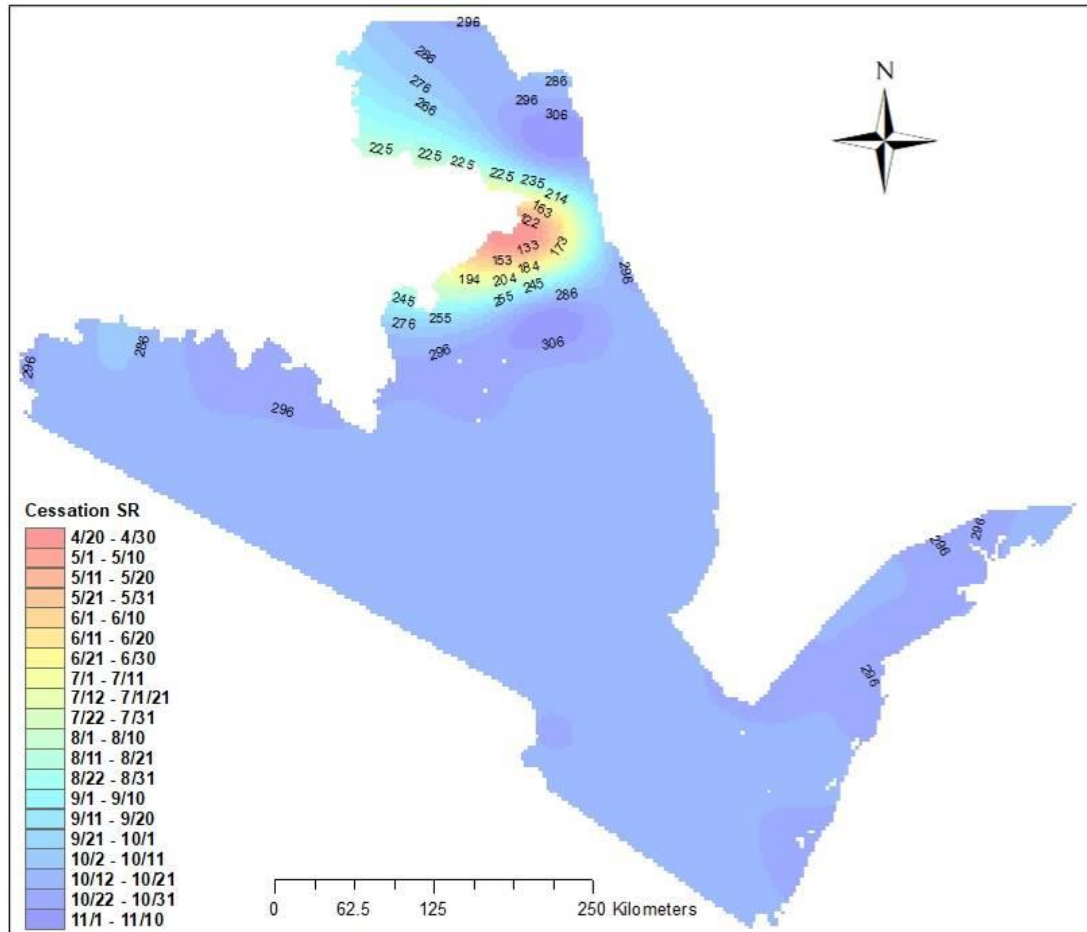 296
286
N
286
276
296
266
306
225
225
225
225
235
214
163
122
133
173
153
184
194
204
245
296
255
286
245
255
276
306
296
286
296
296
Cessation SR
4/20 - 4/30
5/1 - 5/10
5/11 - 5/20
5/21 - 5/31
6/1 - 6/10
6/11 - 6/20
6/21 - 6/30
7/1 - 7/11
7/12 - 7/1/21
7/22 - 7/31
8/1 - 8/10
8/11 - 8/21
8/22 - 8/31
9/1 - 9/10
9/11 - 9/20
9/21 - 10/1
10/2 - 10/11
10/12 - 10/21
10/22 - 10/31
11/1 - 11/10
296
296
296
0 62.5 125 250 Kilometers